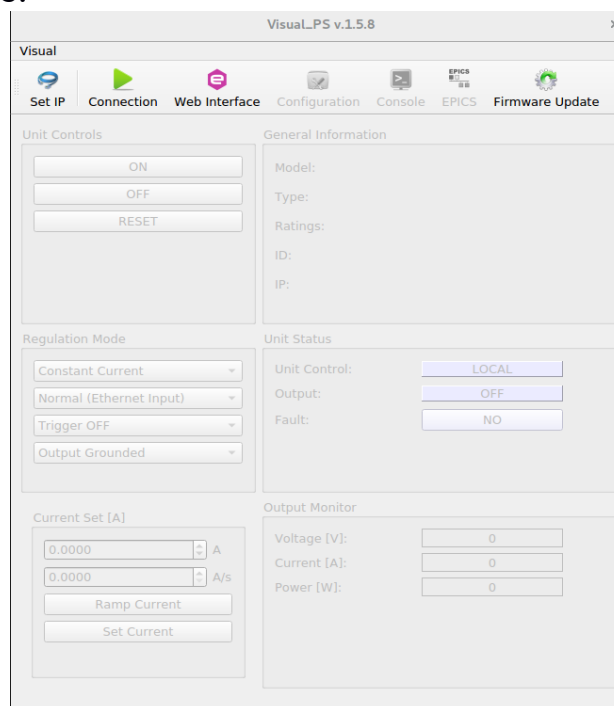 Visual_PS v.1.5.8
Visual
Set IP
Connection
Web Interface
Configuration
Console
EPICS
EPICS
Firmware Update
Unit Controls
ON
OFF
RESET
General Information
Model:
Type:
Ratings:
ID:
IP:
Regulation Mode
Constant Current
Normal (Ethernet Input)
Trigger OFF
Output Grounded
Unit Status
Unit Control: LOCAL
Output: OFF
Fault: NO
Current Set [A]
0.0000 A
0.0000 A/s
Ramp Current
Set Current
Output Monitor
Voltage [V]: 0
Current [A]: 0
Power [W]: 0